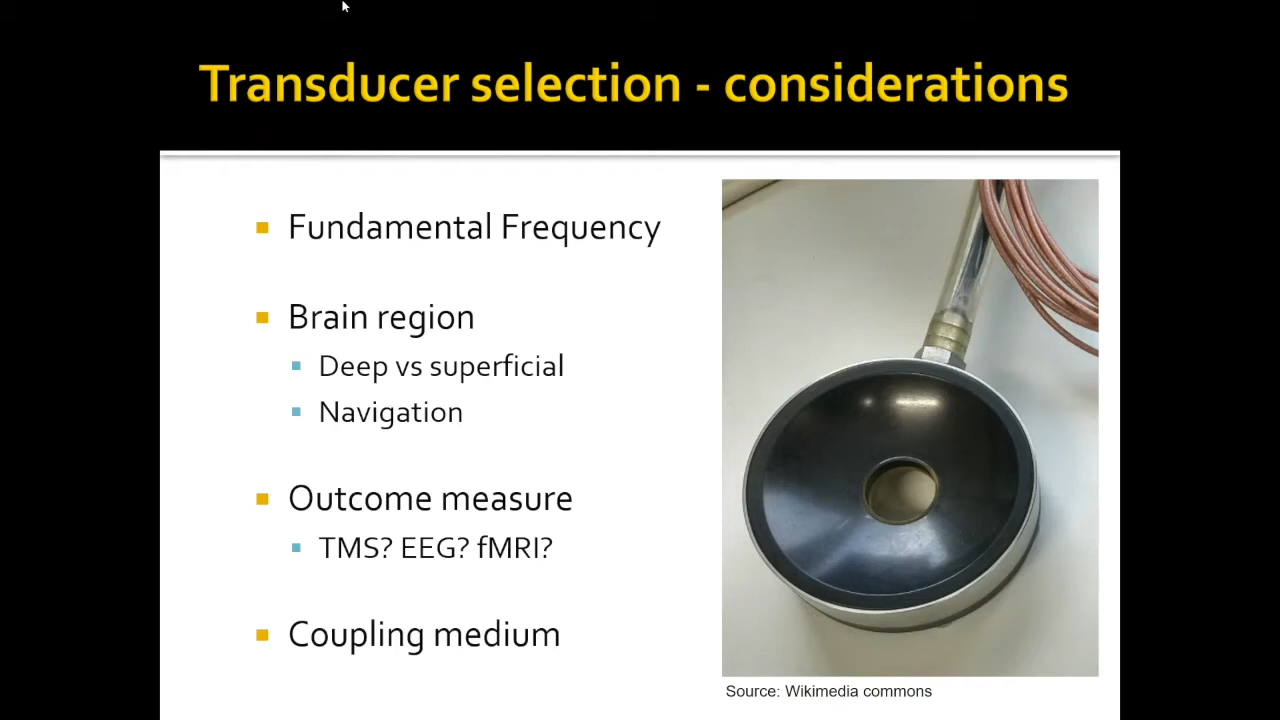 Transducer selection - considerations
Fundamental Frequency
Brain region
Deep vs superficial
Navigation
Outcome measure
TMS? EEG? fMRI?
Coupling medium
Source: Wikimedia commons